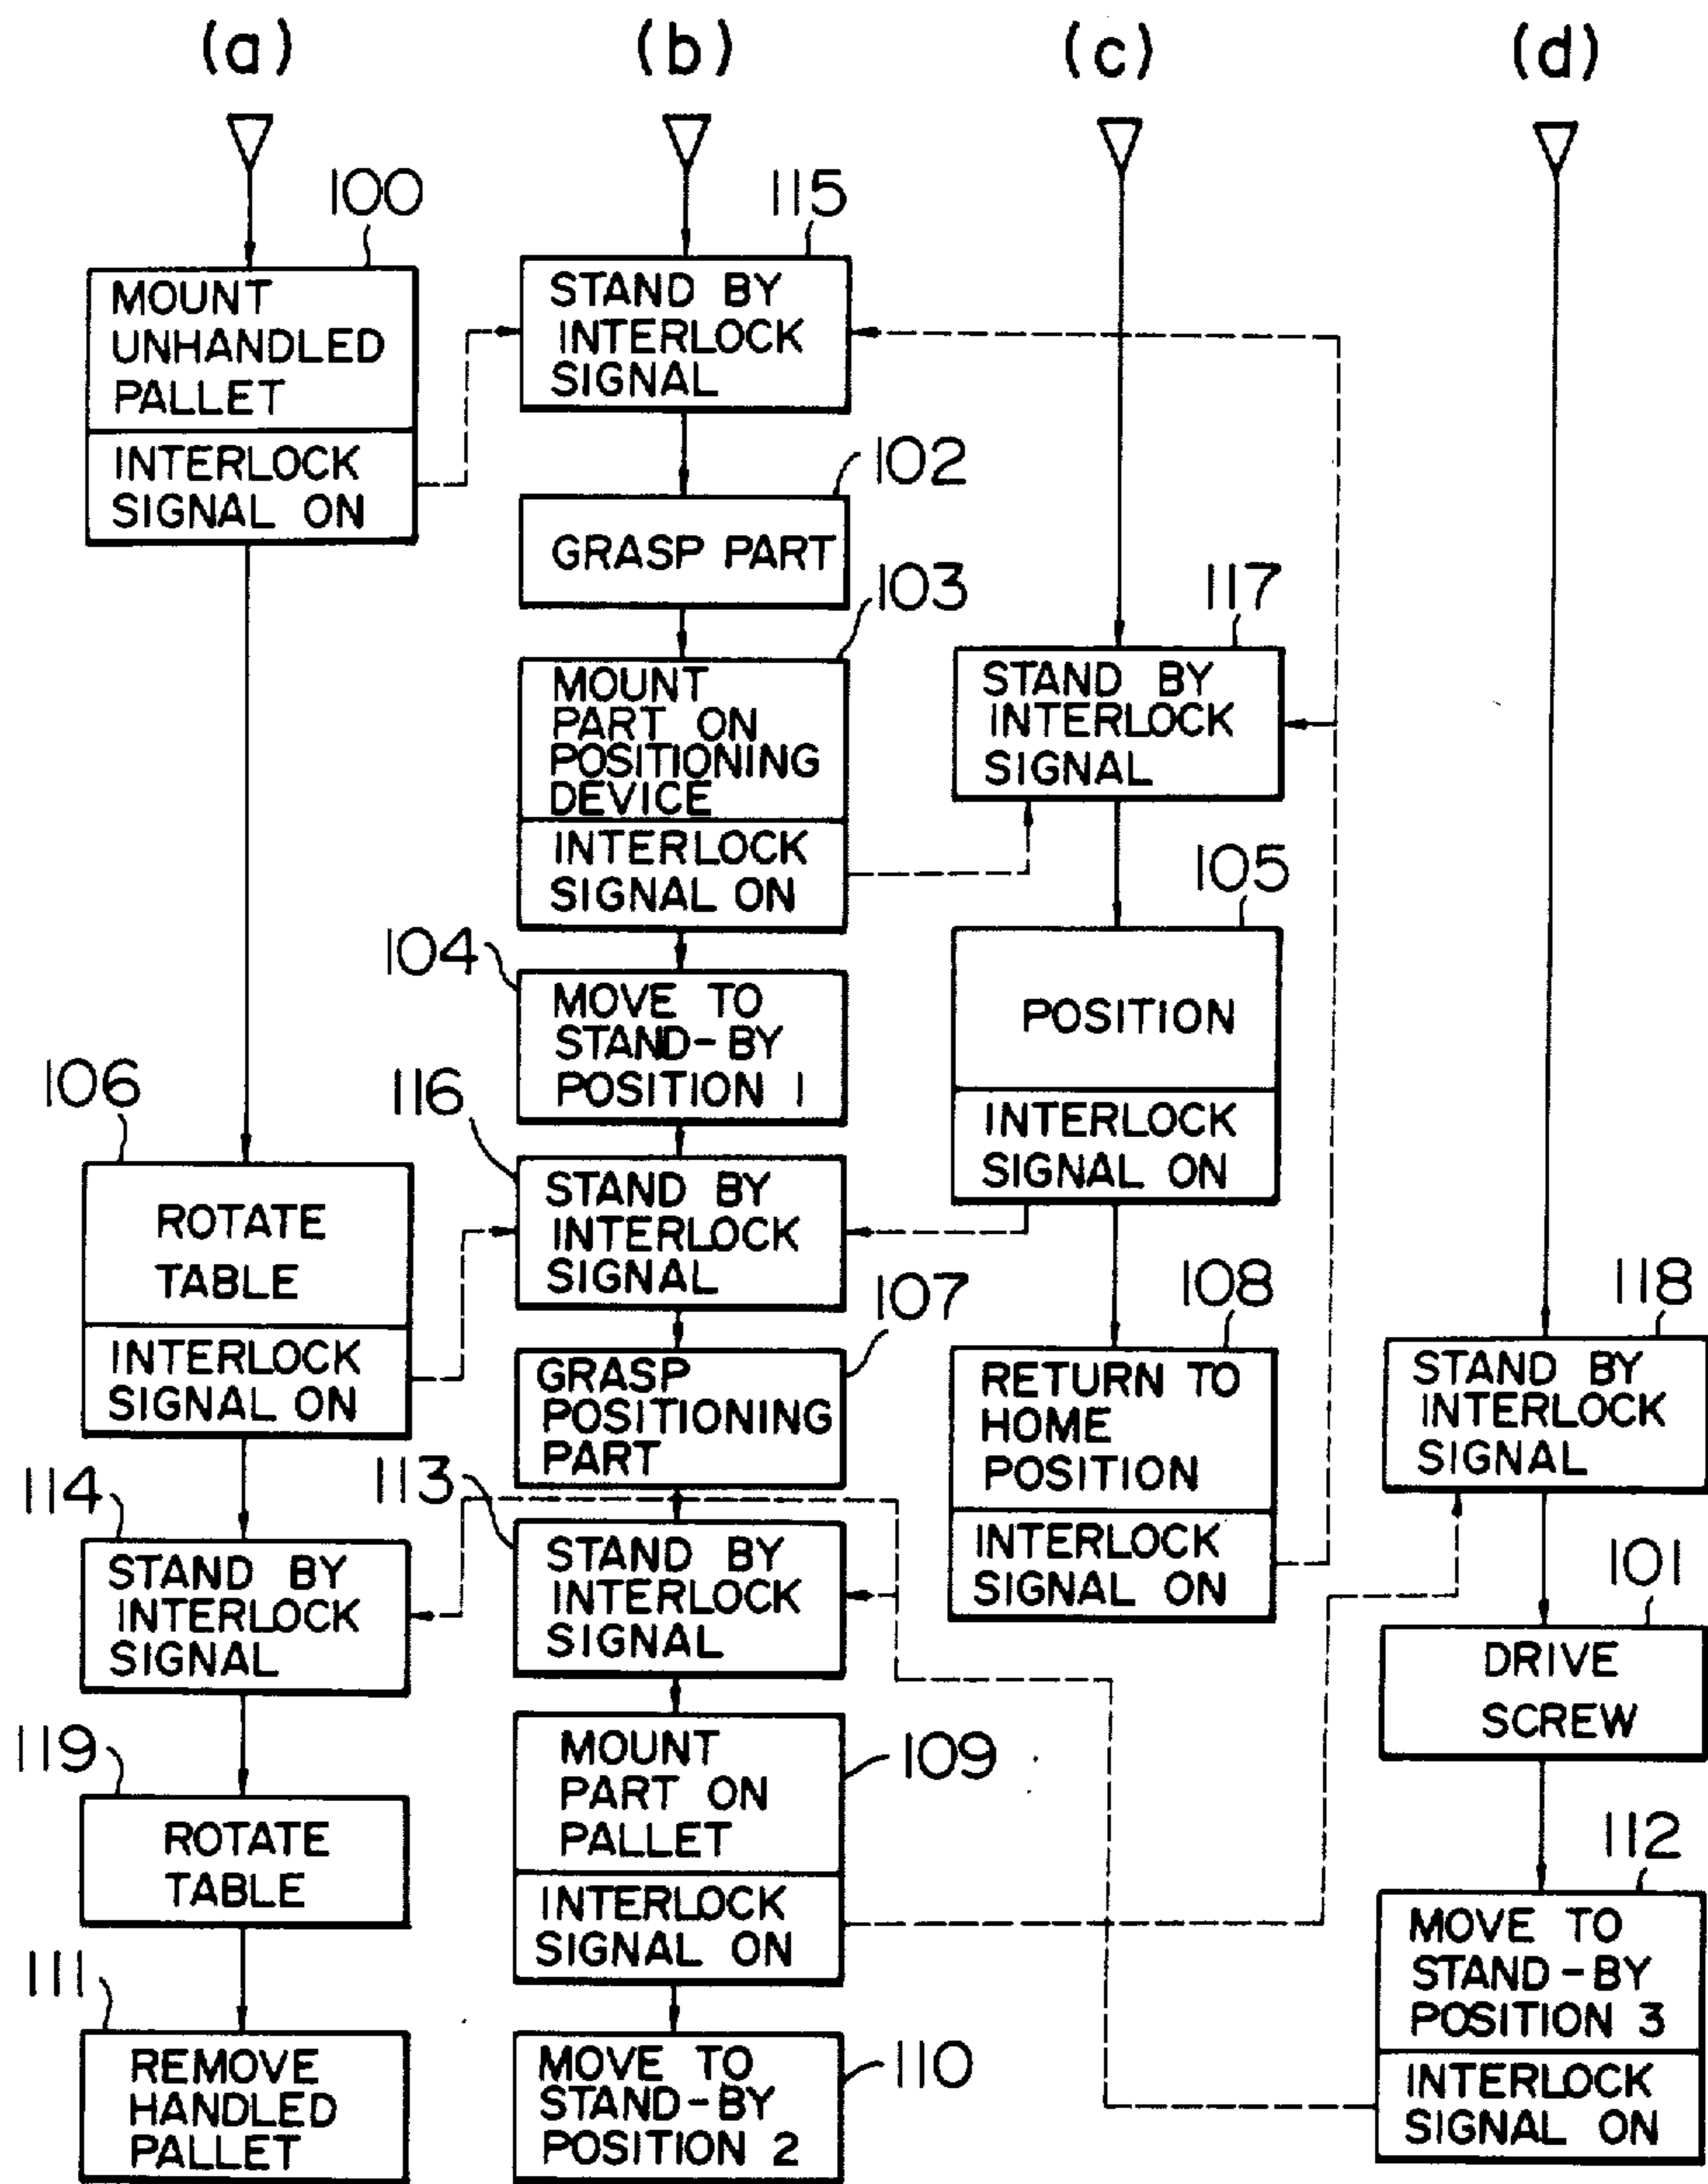 (a)
(b)
(c)
(d)
100
MOUNT
UNHANDLED
PALLET
INTERLOCK
SIGNAL ON
106
ROTATE
TABLE
INTERLOCK
SIGNAL ON
114
STAND BY
INTERLOCK
SIGNAL
119
ROTATE
TABLE
111
REMOVE
HANDLED
PALLET
115
STAND BY
INTERLOCK
SIGNAL
102
GRASP PART
103
MOUNT
PART ON
POSITIONING
DEVICE
INTERLOCK
SIGNAL ON
104
MOVE TO
STAND-BY
POSITION 1
116
STAND BY
INTERLOCK
SIGNAL
107
GRASP
POSITIONING
PART
113
STAND BY
INTERLOCK
SIGNAL
109
MOUNT
PART ON
PALLET
INTERLOCK
SIGNAL ON
110
MOVE TO
STAND-BY
POSITION 2
117
STAND BY
INTERLOCK
SIGNAL
105
POSITION
INTERLOCK
SIGNAL ON
108
RETURN TO
HOME
POSITION
INTERLOCK
SIGNAL ON
118
STAND BY
INTERLOCK
SIGNAL
101
DRIVE
SCREW
112
MOVE TO
STAND-BY
POSITION 3
INTERLOCK
SIGNAL ON